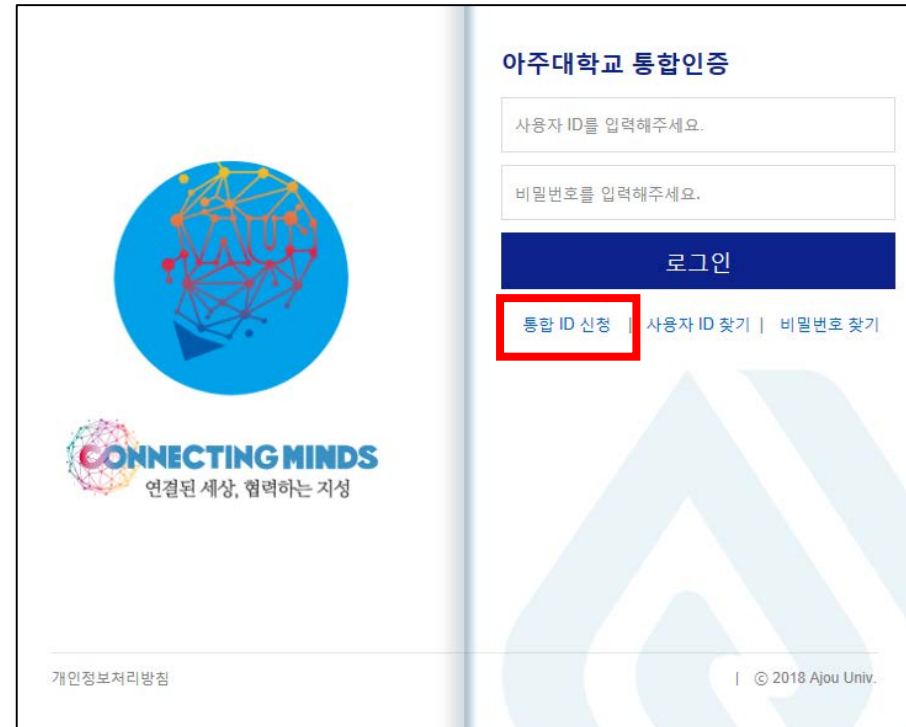 아주대학교 통합인증
사용자 ID를 입력해주세요.
비밀번호를 입력해주세요.
로그인
통합 ID 신청 | 사용자 ID 찾기 | 비밀번호 찾기
AJOU
CONNECTING MINDS
연결된 세상, 협력하는 지성
개인정보처리방침
| © 2018 Ajou Univ.